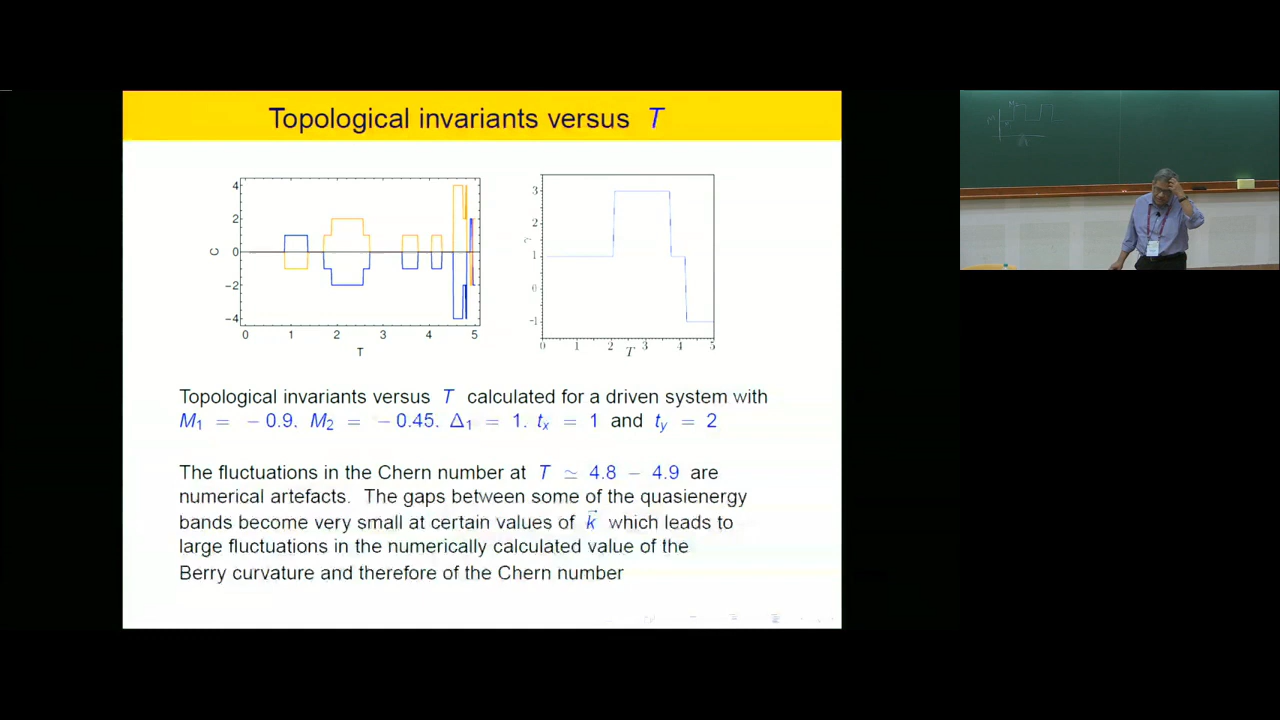 Topological invariants versus T
4
2
0
−2
−4
C
0 1 2 3 4 5
T
3
2
1
0
-1
γ
0 1 2 3 4 5
T
Topological invariants versus T calculated for a driven system with
M₁ = − 0.9. M₂ = − 0.45. Δ₁ = 1. tₓ = 1 and t_y = 2
The fluctuations in the Chern number at T ≃ 4.8 − 4.9 are
numerical artefacts. The gaps between some of the quasienergy
bands become very small at certain values of k⃗ which leads to
large fluctuations in the numerically calculated value of the
Berry curvature and therefore of the Chern number